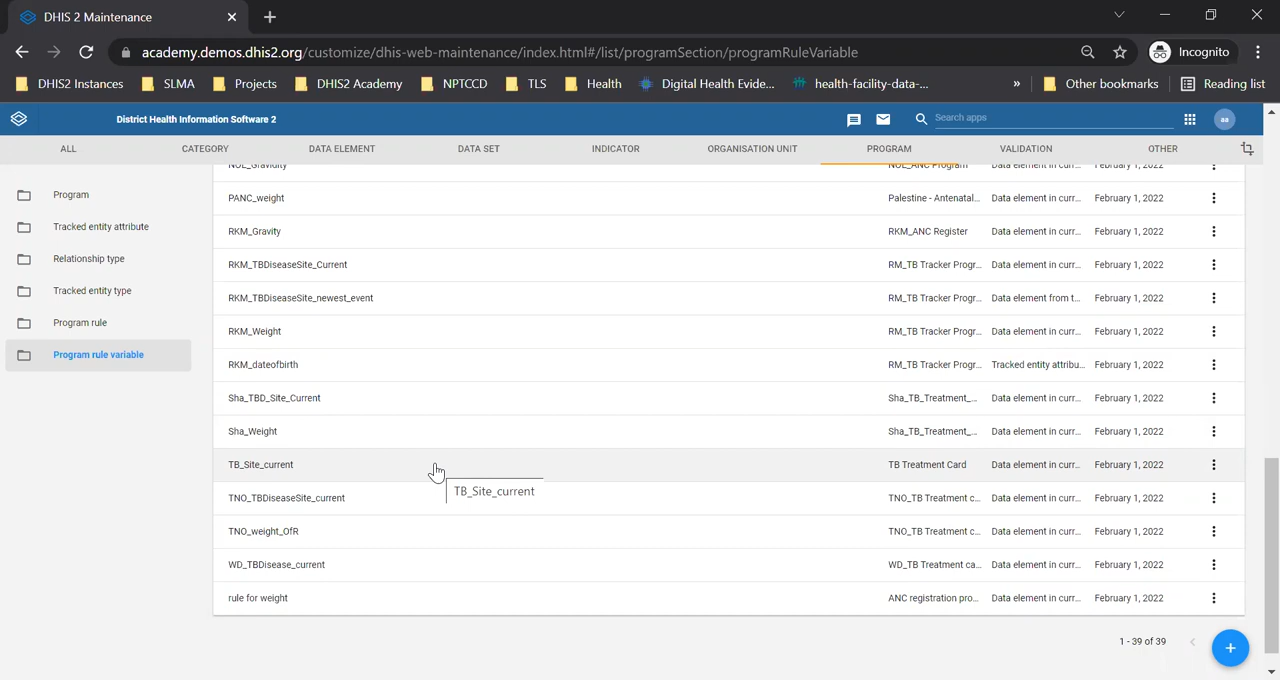 DHIS 2 Maintenance
academy.demos.dhis2.org/customize/dhis-web-maintenance/index.html#/list/programSection/programRuleVariable
Incognito
DHIS2 Instances SLMA Projects DHIS2 Academy NPTCCD TLS Health Digital Health Evide... health-facility-data-... » Other bookmarks Reading list
District Health Information Software 2 Search apps aa
ALL CATEGORY DATA ELEMENT DATA SET INDICATOR ORGANISATION UNIT PROGRAM VALIDATION OTHER
Program
Tracked entity attribute
Relationship type
Tracked entity type
Program rule
Program rule variable
NOL_Gravidity NOL_ANC Program Data element in curr... February 1, 2022
PANC_weight Palestine - Antenatal... Data element in curr... February 1, 2022
RKM_Gravity RKM_ANC Register Data element in curr... February 1, 2022
RKM_TBDiseaseSite_Current RM_TB Tracker Progr... Data element in curr... February 1, 2022
RKM_TBDiseaseSite_newest_event RM_TB Tracker Progr... Data element from t... February 1, 2022
RKM_Weight RM_TB Tracker Progr... Data element in curr... February 1, 2022
RKM_dateofbirth RM_TB Tracker Progr... Tracked entity attribu... February 1, 2022
Sha_TBD_Site_Current Sha_TB_Treatment_... Data element in curr... February 1, 2022
Sha_Weight Sha_TB_Treatment_... Data element in curr... February 1, 2022
TB_Site_current TB Treatment Card Data element in curr... February 1, 2022
TB_Site_current
TNO_TBDiseaseSite_current TNO_TB Treatment c... Data element in curr... February 1, 2022
TNO_weight_OfR TNO_TB Treatment c... Data element in curr... February 1, 2022
WD_TBDisease_current WD_TB Treatment ca... Data element in curr... February 1, 2022
rule for weight ANC registration pro... Data element in curr... February 1, 2022
1 - 39 of 39